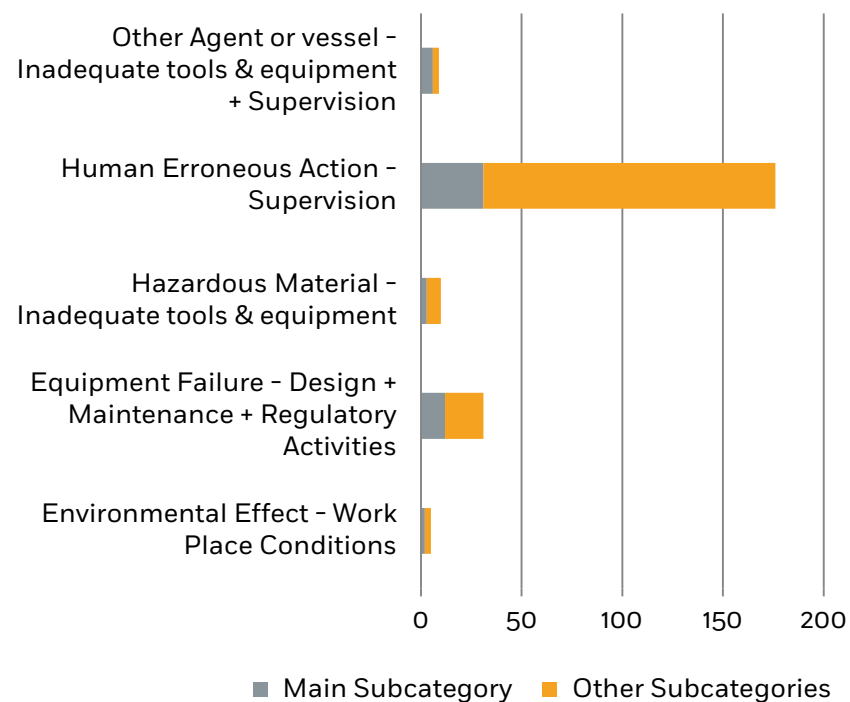 Other Agent or vessel -
Inadequate tools & equipment
+ Supervision
Human Erroneous Action -
Supervision
Hazardous Material -
Inadequate tools & equipment
Equipment Failure - Design +
Maintenance + Regulatory
Activities
Environmental Effect - Work
Place Conditions
0 50 100 150 200
Main Subcategory Other Subcategories